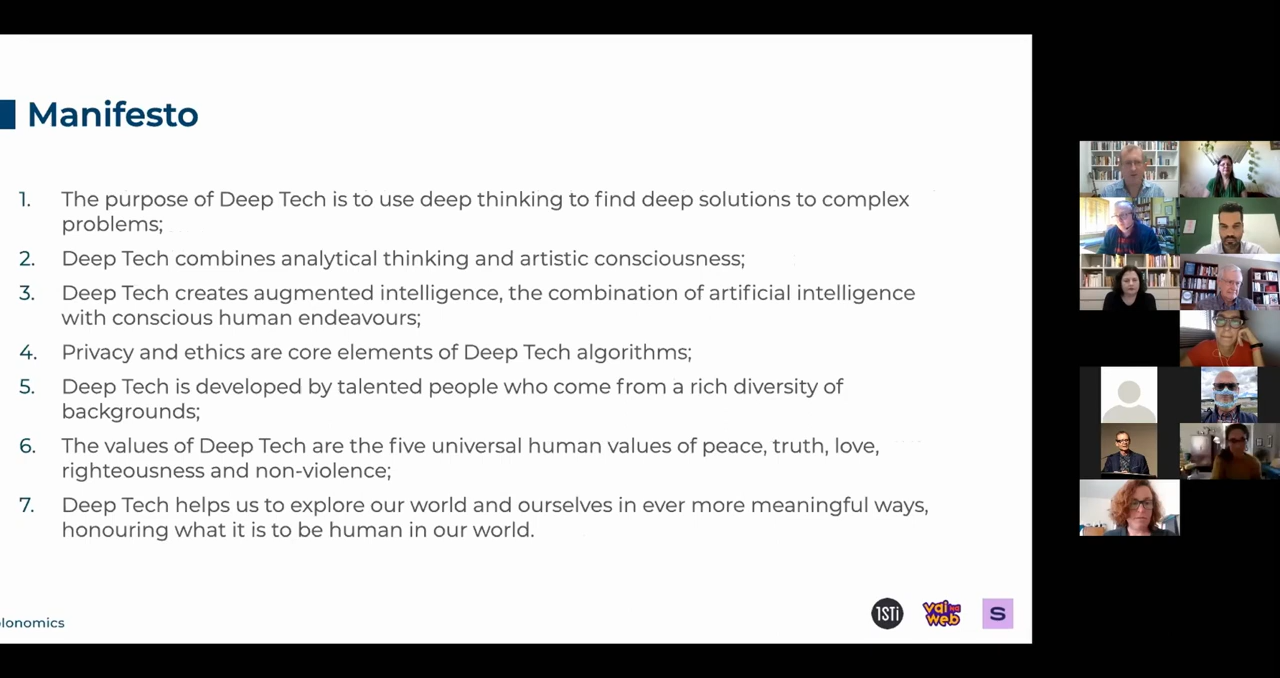 Manifesto
1. The purpose of Deep Tech is to use deep thinking to find deep solutions to complex
problems;
2. Deep Tech combines analytical thinking and artistic consciousness;
3. Deep Tech creates augmented intelligence, the combination of artificial intelligence
with conscious human endeavours;
4. Privacy and ethics are core elements of Deep Tech algorithms;
5. Deep Tech is developed by talented people who come from a rich diversity of
backgrounds;
6. The values of Deep Tech are the five universal human values of peace, truth, love,
righteousness and non-violence;
7. Deep Tech helps us to explore our world and ourselves in ever more meaningful ways,
honouring what it is to be human in our world.
lonomics
1STi
vai na
web
S